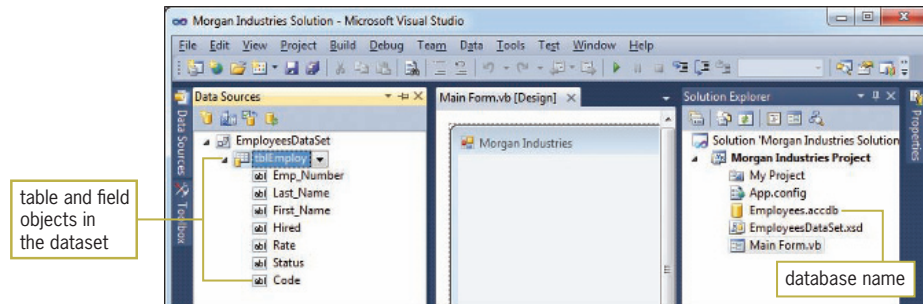 Morgan Industries Solution - Microsoft Visual Studio
File Edit View Project Build Debug Team Data Tools Test Window Help
Data Sources
Toolbox
Data Sources
EmployeesDataSet
tblEmploy
Emp_Number
Last_Name
First_Name
Hired
Rate
Status
Code
table and field
objects in
the dataset
Main Form.vb [Design]
Morgan Industries
Solution Explorer
Solution 'Morgan Industries Solution
Morgan Industries Project
My Project
App.config
Employees.accdb
EmployeesDataSet.xsd
Main Form.vb
database name
Properties